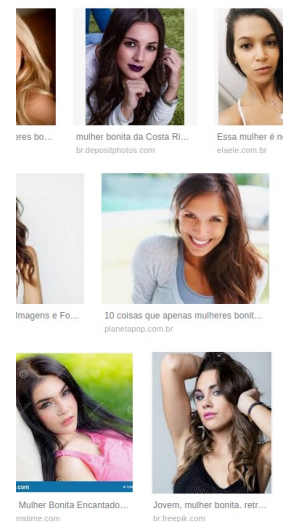 eres bo...
mulher bonita da Costa Ri...
Essa mulher é n
br.depositphotos.com
elaele.com.br
Imagens e Fo...
10 coisas que apenas mulheres bonit...
planetapop.com.br
.com
Mulher Bonita Encantado...
Jovem, mulher bonita. retr...
mstime.com
br.freepik.com